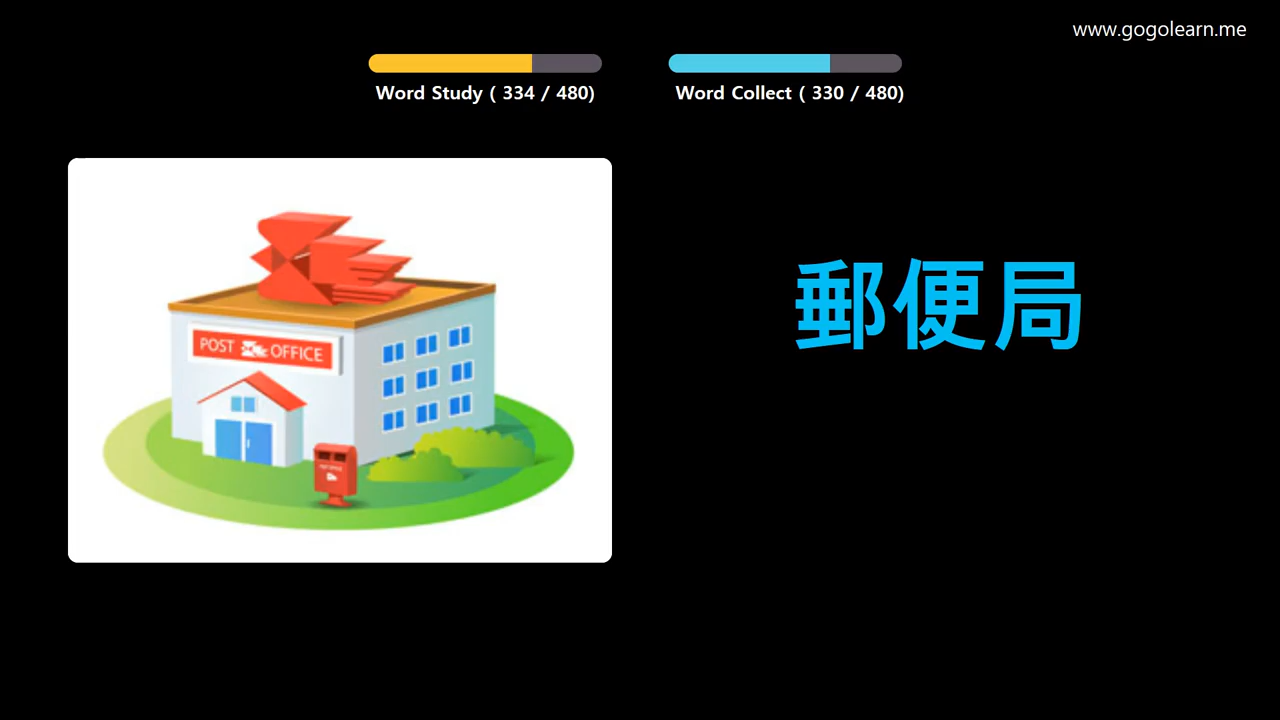 www.gogolearn.me
Word Study ( 334 / 480)
Word Collect ( 330 / 480)
郵便局
POST OFFICE